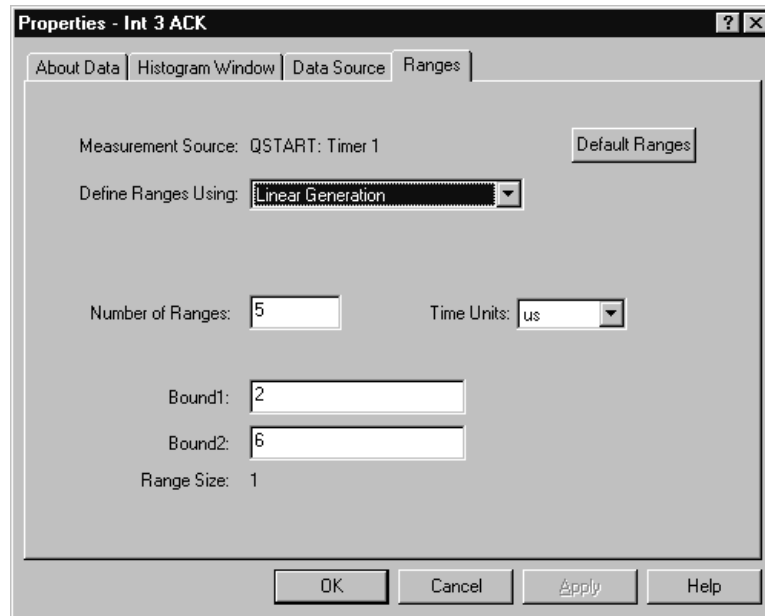 Properties - Int 3 ACK
About Data Histogram Window Data Source Ranges
Measurement Source: QSTART: Timer 1 Default Ranges
Define Ranges Using: Linear Generation
Number of Ranges: 5 Time Units: us
Bound1: 2
Bound2: 6
Range Size: 1
OK Cancel Apply Help